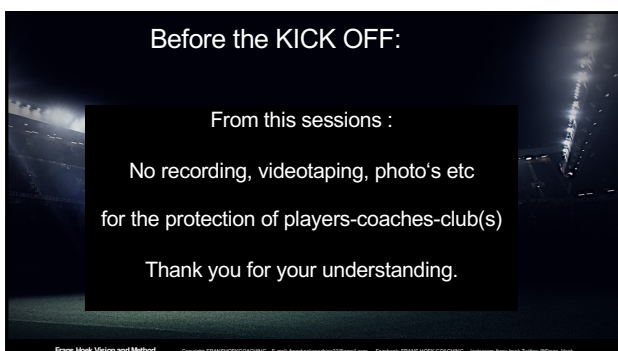 Before the KICK OFF:
From this sessions :
No recording, videotaping, photo's etc
for the protection of players-coaches-club(s)
Thank you for your understanding.
Frans Hoek Vision and Method